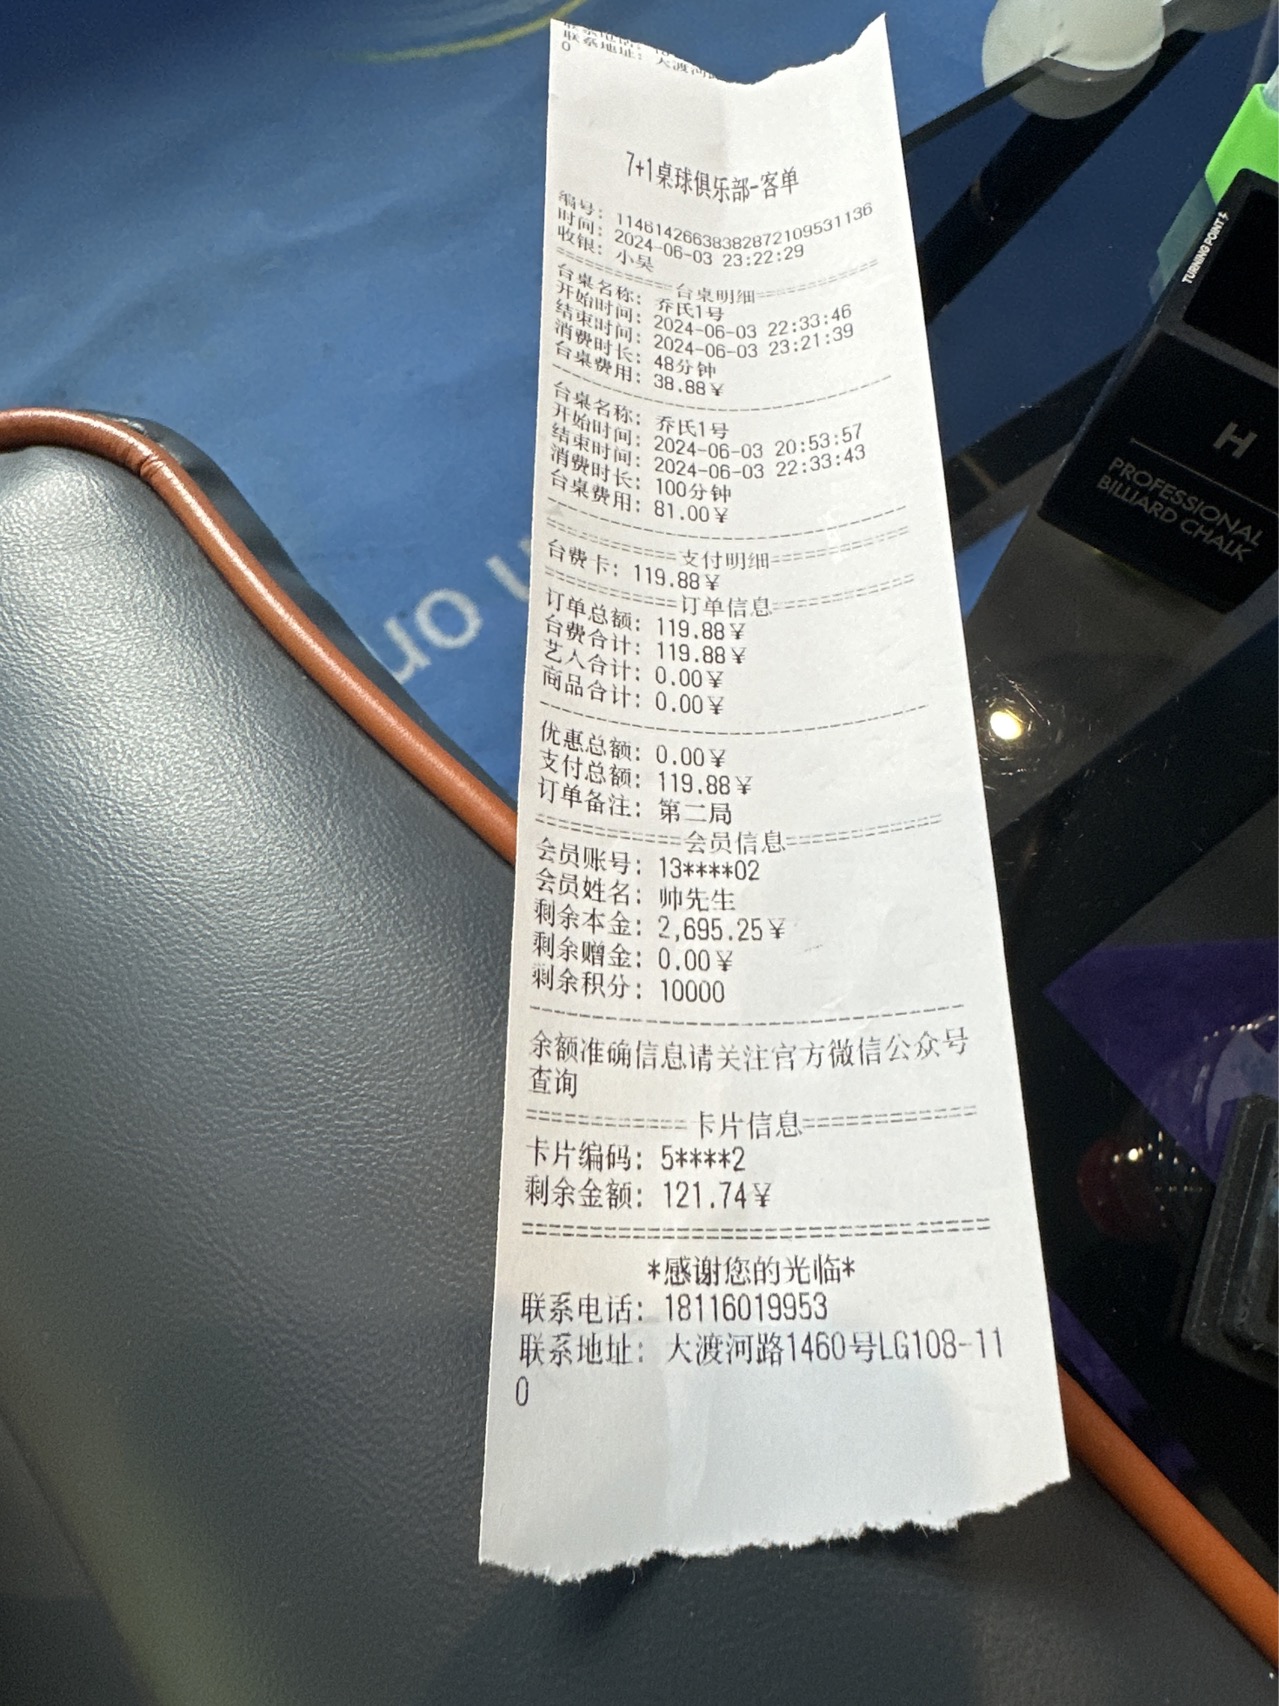 联系地址: 大渡河路
0
7+1桌球俱乐部-客单
编号: 1146142663838287210953​1136
时间: 2024-06-03 23:22:29
收银: 小吴
==========台桌明细==========
台桌名称: 乔氏1号
开始时间: 2024-06-03 22:33:46
结束时间: 2024-06-03 23:21:39
消费时长: 48分钟
台桌费用: 38.88¥
台桌名称: 乔氏1号
开始时间: 2024-06-03 20:53:57
结束时间: 2024-06-03 22:33:43
消费时长: 100分钟
台桌费用: 81.00¥
==========支付明细==========
台费卡: 119.88¥
==========订单信息==========
订单总额: 119.88¥
台费合计: 119.88¥
艺人合计: 0.00¥
商品合计: 0.00¥
优惠总额: 0.00¥
支付总额: 119.88¥
订单备注: 第二局
==========会员信息==========
会员账号: 13****02
会员姓名: 帅先生
剩余本金: 2,695.25¥
剩余赠金: 0.00¥
剩余积分: 10000
余额准确信息请关注官方微信公众号
查询
==========卡片信息==========
卡片编码: 5****2
剩余金额: 121.74¥
*感谢您的光临*
联系电话: 18116019953
联系地址: 大渡河路1460号LG108-11
0
TURNING POINT
H
PROFESSIONAL
BILLIARD CHALK